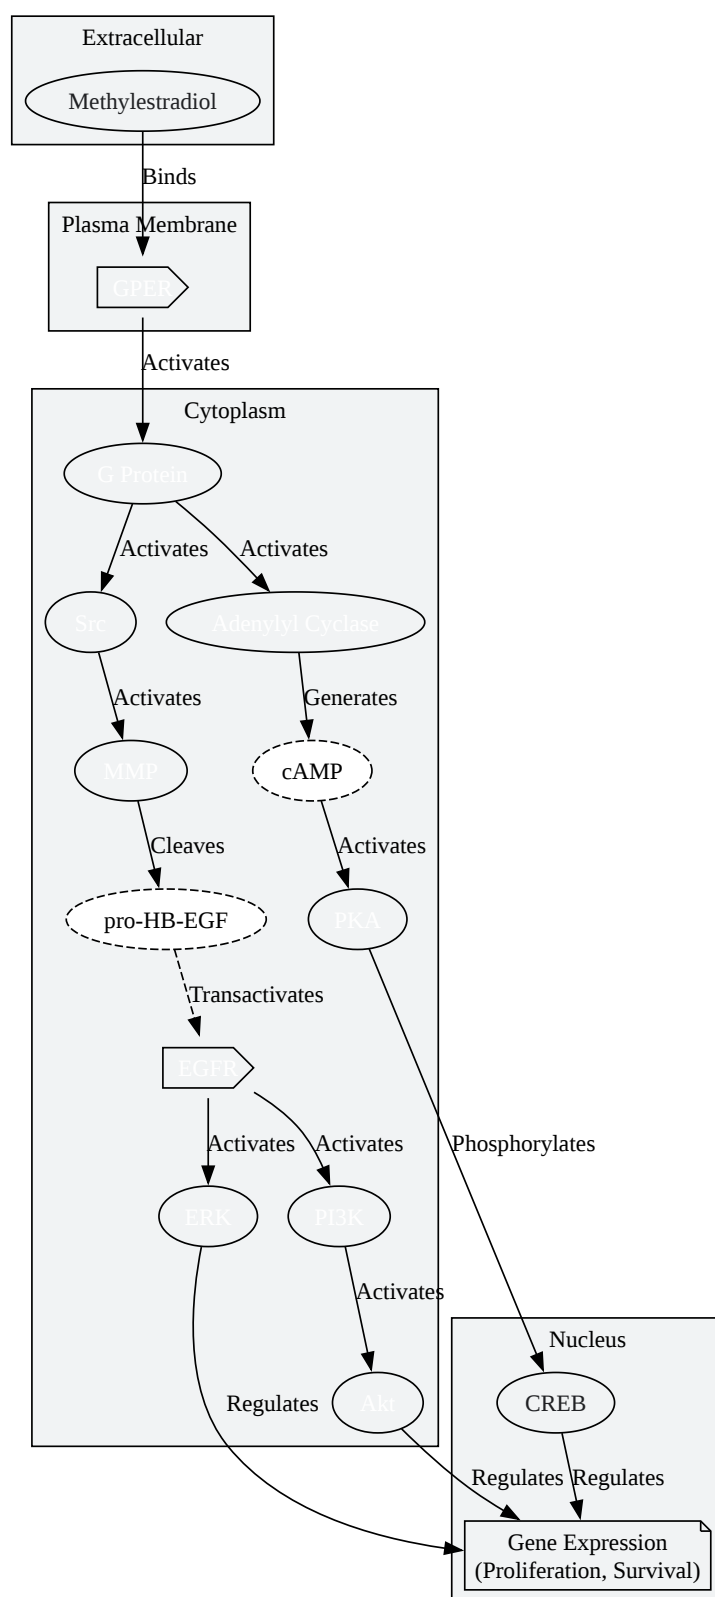 Extracellular
Methylestradiol
Binds
Plasma Membrane
GPER
Activates
Cytoplasm
G Protein
Activates
Activates
Src
Adenylyl Cyclase
Activates
Generates
MMP
cAMP
Cleaves
Activates
pro-HB-EGF
PKA
Transactivates
EGFR
Activates
Activates
Phosphorylates
ERK
PI3K
Activates
Nucleus
Regulates
Akt
CREB
Regulates
Regulates
Gene Expression
(Proliferation, Survival)